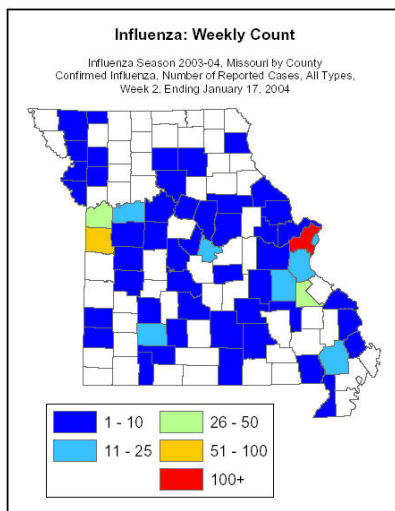 Influenza: Weekly Count
Influenza Season 2003-04, Missouri by County
Confirmed Influenza, Number of Reported Cases, All Types,
Week 2, Ending January 17, 2004
1 - 10
26 - 50
11 - 25
51 - 100
100+